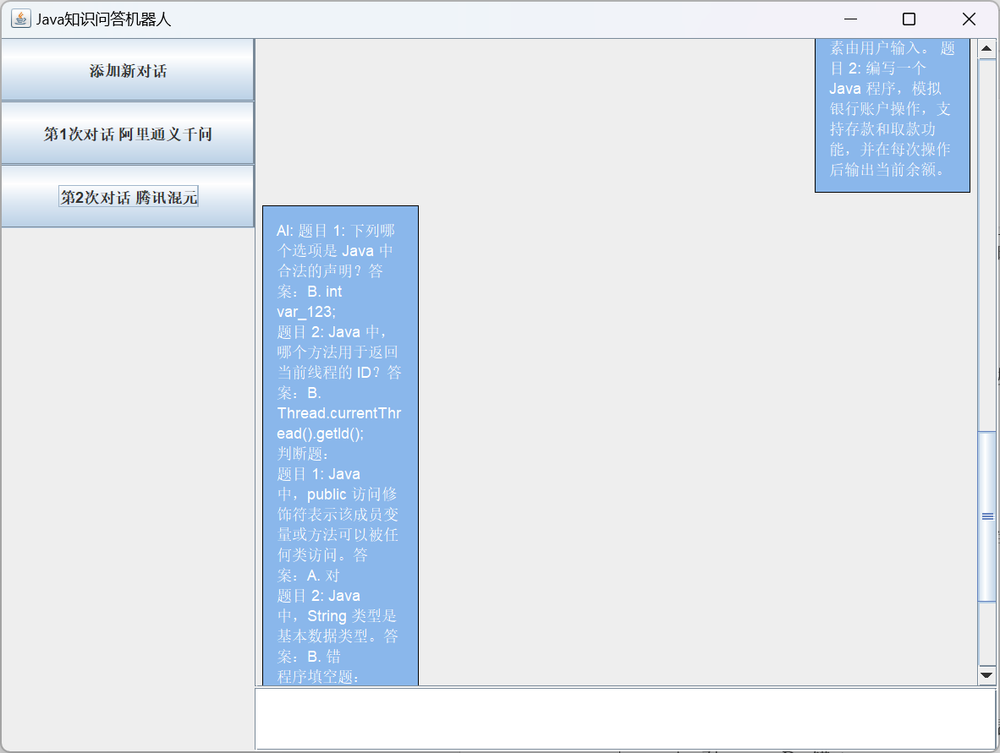 Java知识问答机器人
添加新对话
第1次对话 阿里通义千问
第2次对话 腾讯混元
素由用户输入。 题
目 2: 编写一个
Java 程序，模拟
银行账户操作，支
持存款和取款功
能，并在每次操作
后输出当前余额。
AI: 题目 1: 下列哪
个选项是 Java 中
合法的声明？答
案：B. int
var_123;
题目 2: Java 中，
哪个方法用于返回
当前线程的 ID？答
案：B.
Thread.currentThr
ead().getId();
判断题：
题目 1: Java
中，public 访问修
饰符表示该成员变
量或方法可以被任
何类访问。答
案：A. 对
题目 2: Java
中，String 类型是
基本数据类型。答
案：B. 错
程序填空题：